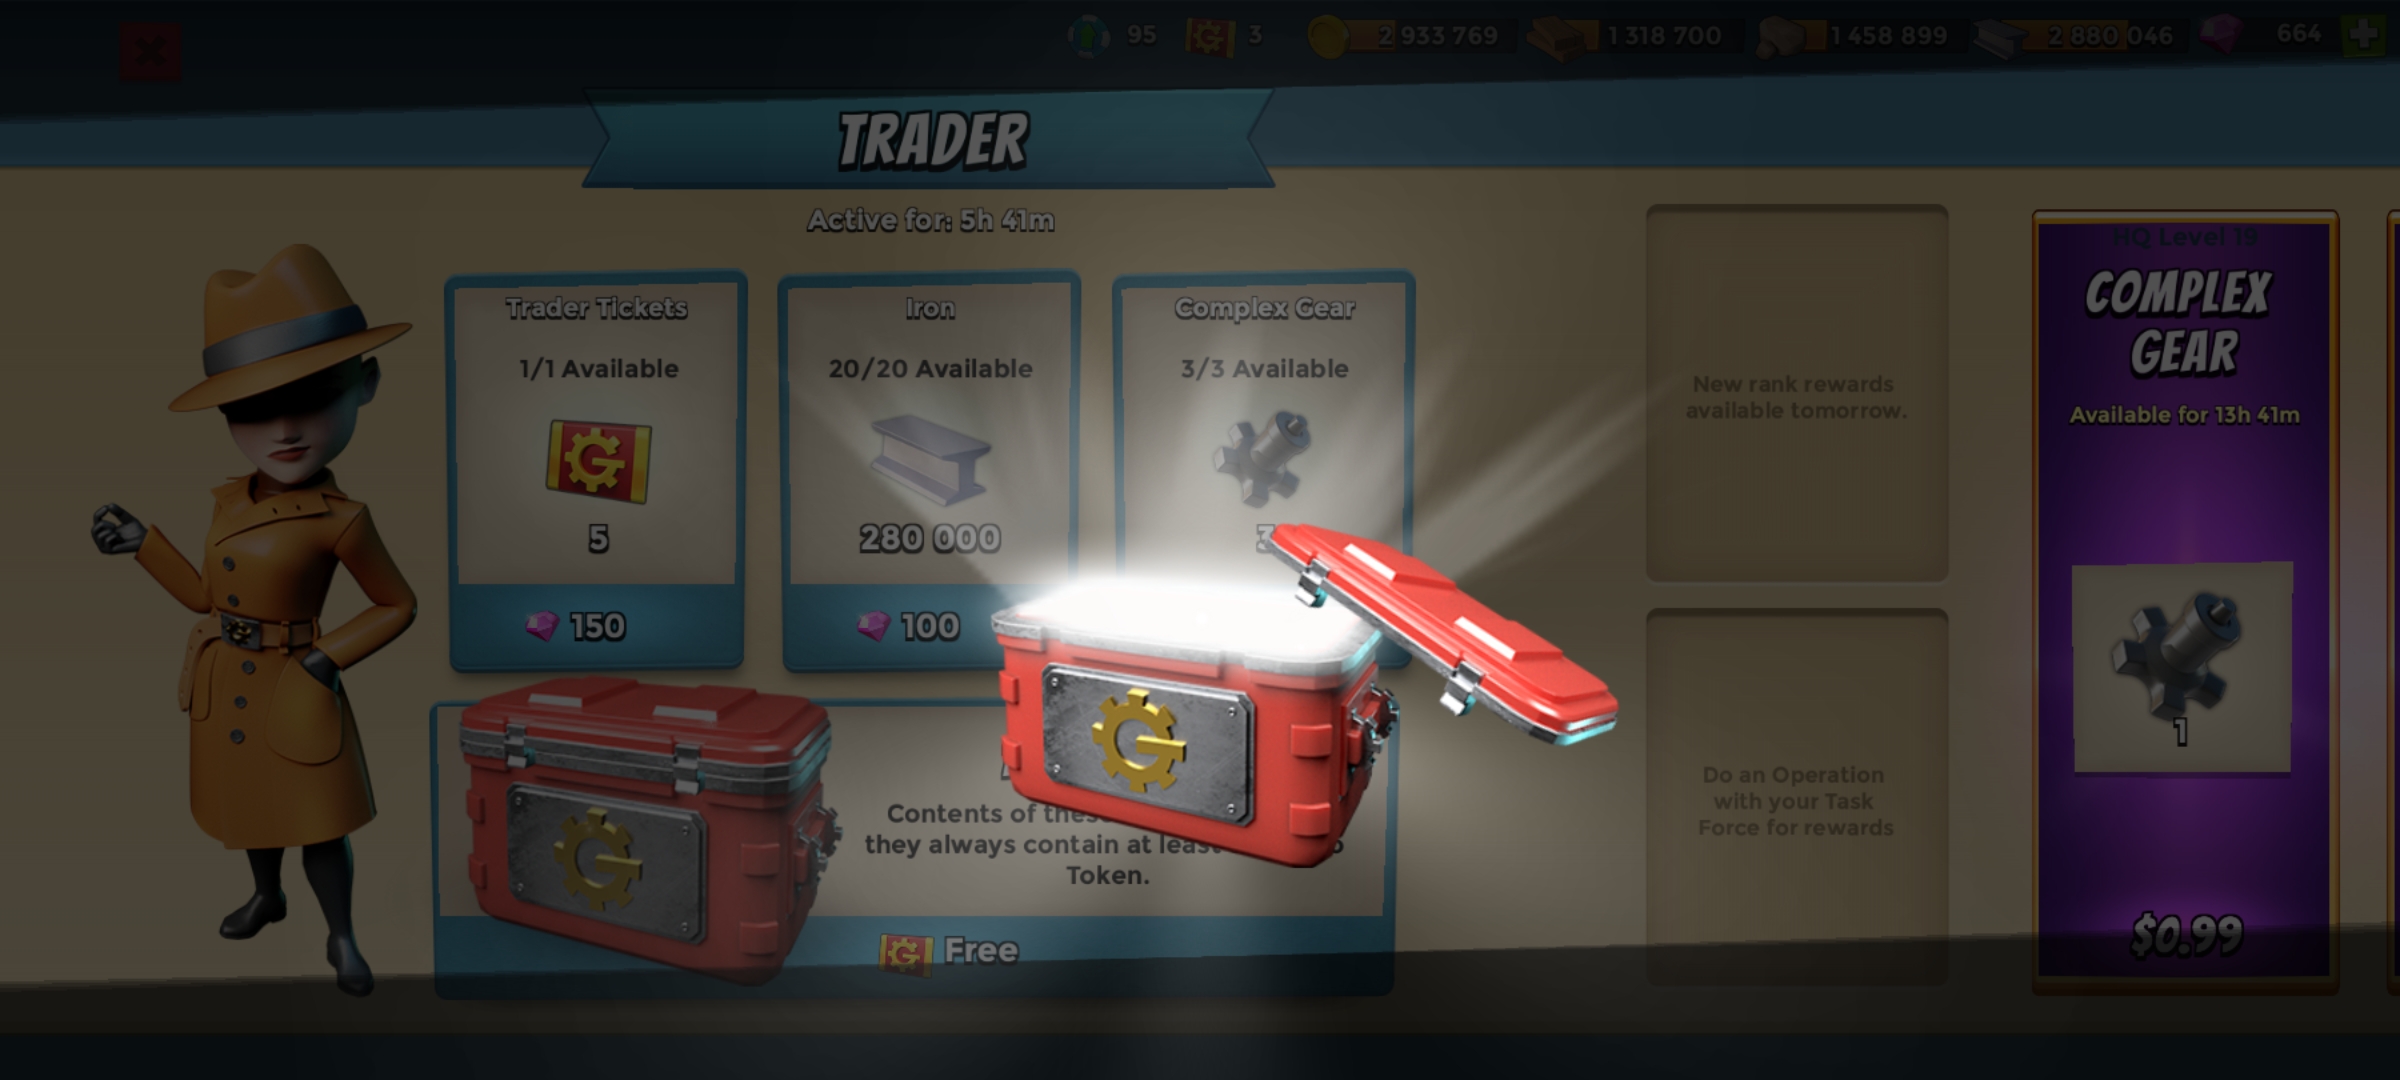 95
3
2 933 769
1 318 700
1 458 899
2 880 046
664
TRADER
Active for: 5h 41m
Trader Tickets
1/1 Available
5
150
Iron
20/20 Available
280 000
100
Complex Gear
3/3 Available
3
Contents of these
they always contain at least
Token.
Free
New rank rewards
available tomorrow.
Do an Operation
with your Task
Force for rewards
HQ Level 19
COMPLEX
GEAR
Available for 13h 41m
1
$0.99